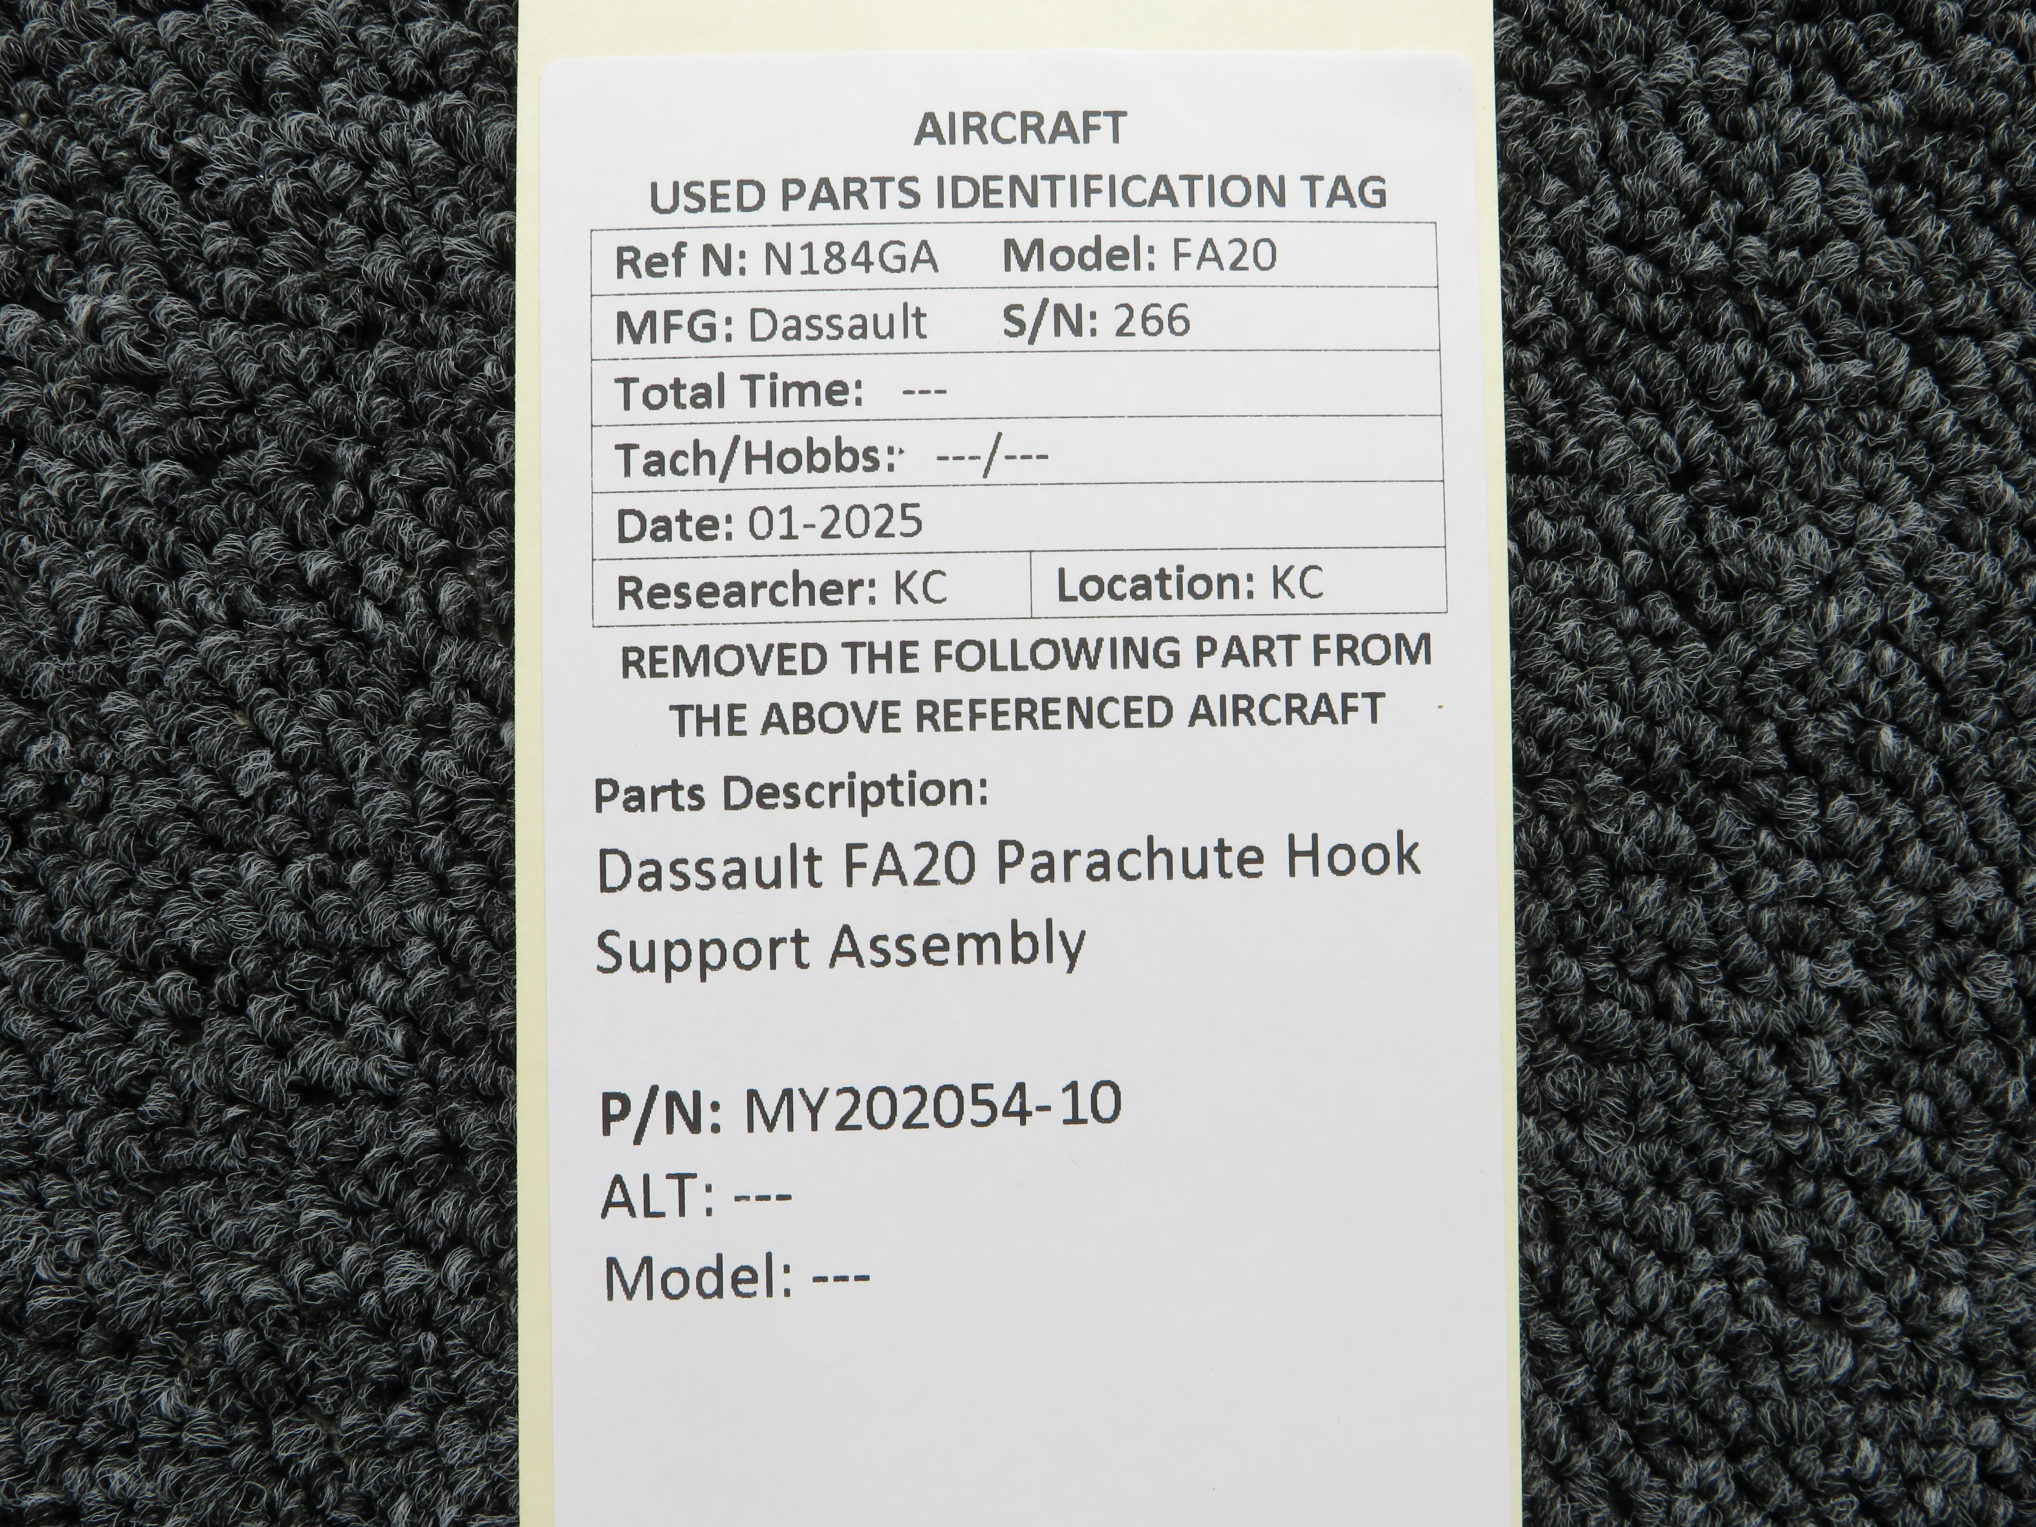 AIRCRAFT
USED PARTS IDENTIFICATION TAG
Ref N: N184GA Model: FA20
MFG: Dassault S/N: 266
Total Time: ---
Tach/Hobbs: ---/---
Date: 01-2025
Researcher: KC Location: KC
REMOVED THE FOLLOWING PART FROM
THE ABOVE REFERENCED AIRCRAFT
Parts Description:
Dassault FA20 Parachute Hook
Support Assembly
P/N: MY202054-10
ALT: ---
Model: ---